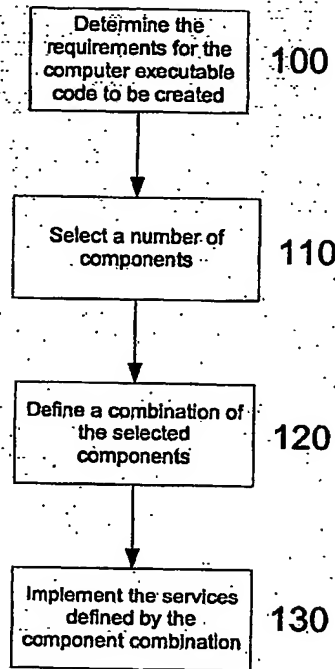 Determine the
requirements for the
computer executable
code to be created
100
Select a number of
components
110
Define a combination of
the selected
components
120
Implement the services
defined by the
component combination
130